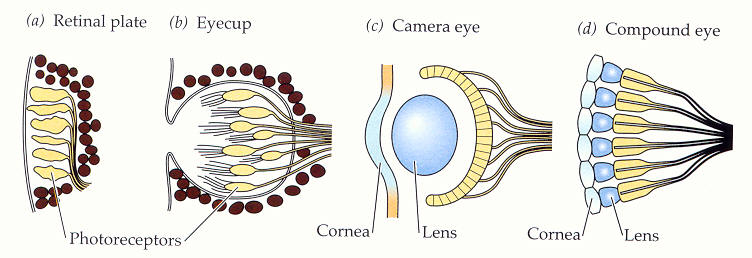 (a) Retinal plate
(b) Eyecup
(c) Camera eye
(d) Compound eye
Photoreceptors
Cornea
Lens
Cornea
Lens